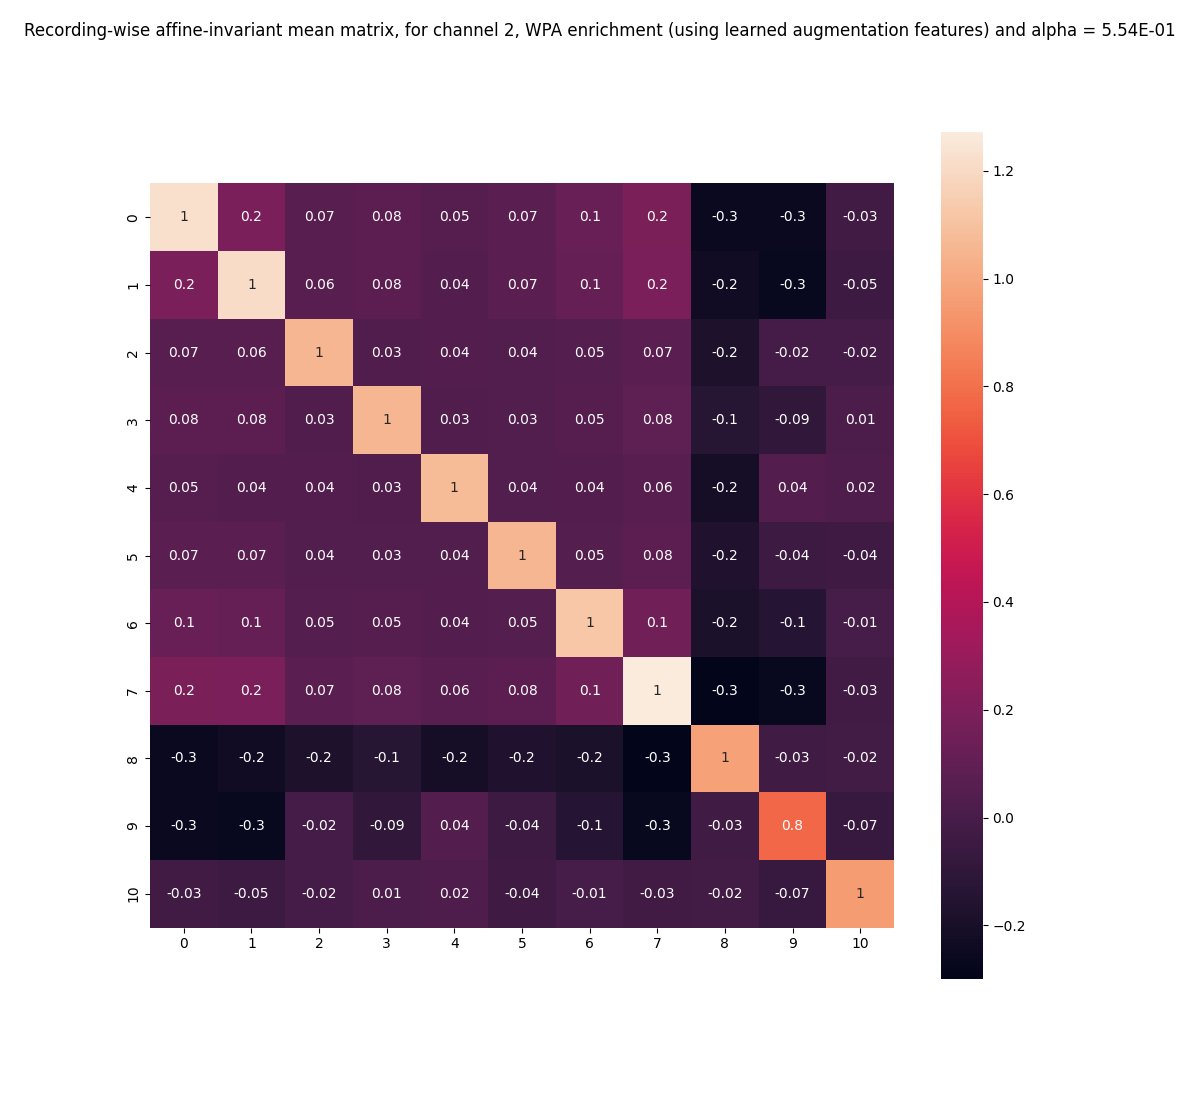 Recording-wise affine-invariant mean matrix, for channel 2, WPA enrichment (using learned augmentation features) and alpha = 5.54E-01
0 1 0.2 0.07 0.08 0.05 0.07 0.1 0.2 -0.3 -0.3 -0.03
1 0.2 1 0.06 0.08 0.04 0.07 0.1 0.2 -0.2 -0.3 -0.05
2 0.07 0.06 1 0.03 0.04 0.04 0.05 0.07 -0.2 -0.02 -0.02
3 0.08 0.08 0.03 1 0.03 0.03 0.05 0.08 -0.1 -0.09 0.01
4 0.05 0.04 0.04 0.03 1 0.04 0.04 0.06 -0.2 0.04 0.02
5 0.07 0.07 0.04 0.03 0.04 1 0.05 0.08 -0.2 -0.04 -0.04
6 0.1 0.1 0.05 0.05 0.04 0.05 1 0.1 -0.2 -0.1 -0.01
7 0.2 0.2 0.07 0.08 0.06 0.08 0.1 1 -0.3 -0.3 -0.03
8 -0.3 -0.2 -0.2 -0.1 -0.2 -0.2 -0.2 -0.3 1 -0.03 -0.02
9 -0.3 -0.3 -0.02 -0.09 0.04 -0.04 -0.1 -0.3 -0.03 0.8 -0.07
10 -0.03 -0.05 -0.02 0.01 0.02 -0.04 -0.01 -0.03 -0.02 -0.07 1
0 1 2 3 4 5 6 7 8 9 10
1.2
1.0
0.8
0.6
0.4
0.2
0.0
−0.2